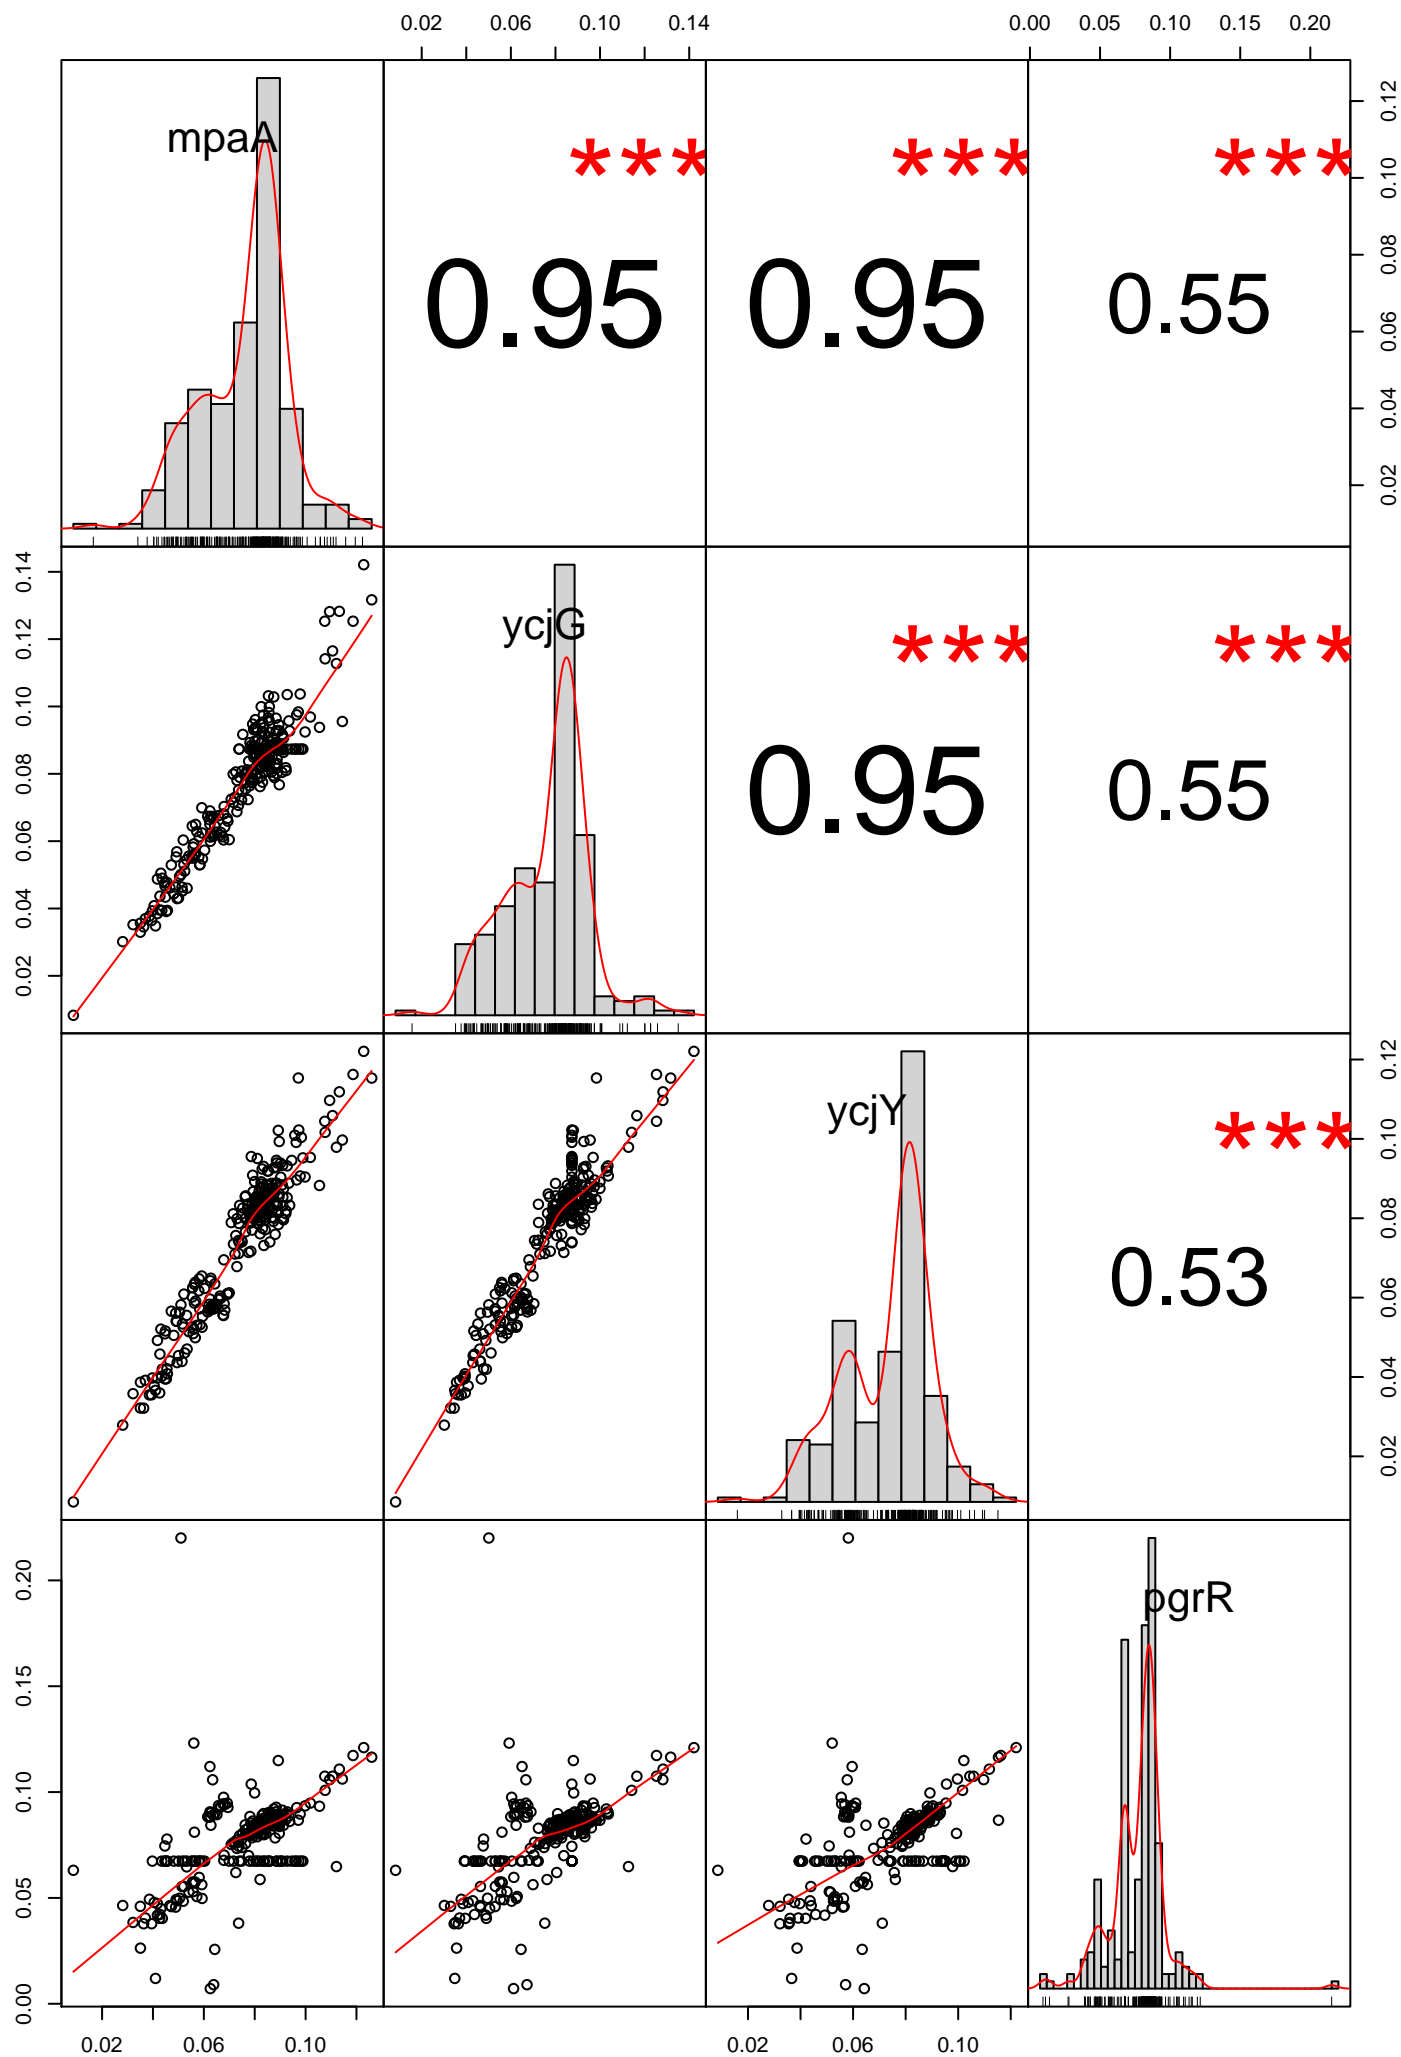 0.02 0.06 0.10 0.14 0.00 0.05 0.10 0.15 0.20
mpaA *** *** ***
0.95 0.95 0.55
0.02 0.04 0.06 0.08 0.10 0.12
0.02 0.04 0.06 0.08 0.10 0.12 0.14
ycjG *** ***
0.95 0.55
ycjY ***
0.53
0.02 0.04 0.06 0.08 0.10 0.12
0.00 0.05 0.10 0.15 0.20
pgrR
0.02 0.06 0.10 0.02 0.06 0.10